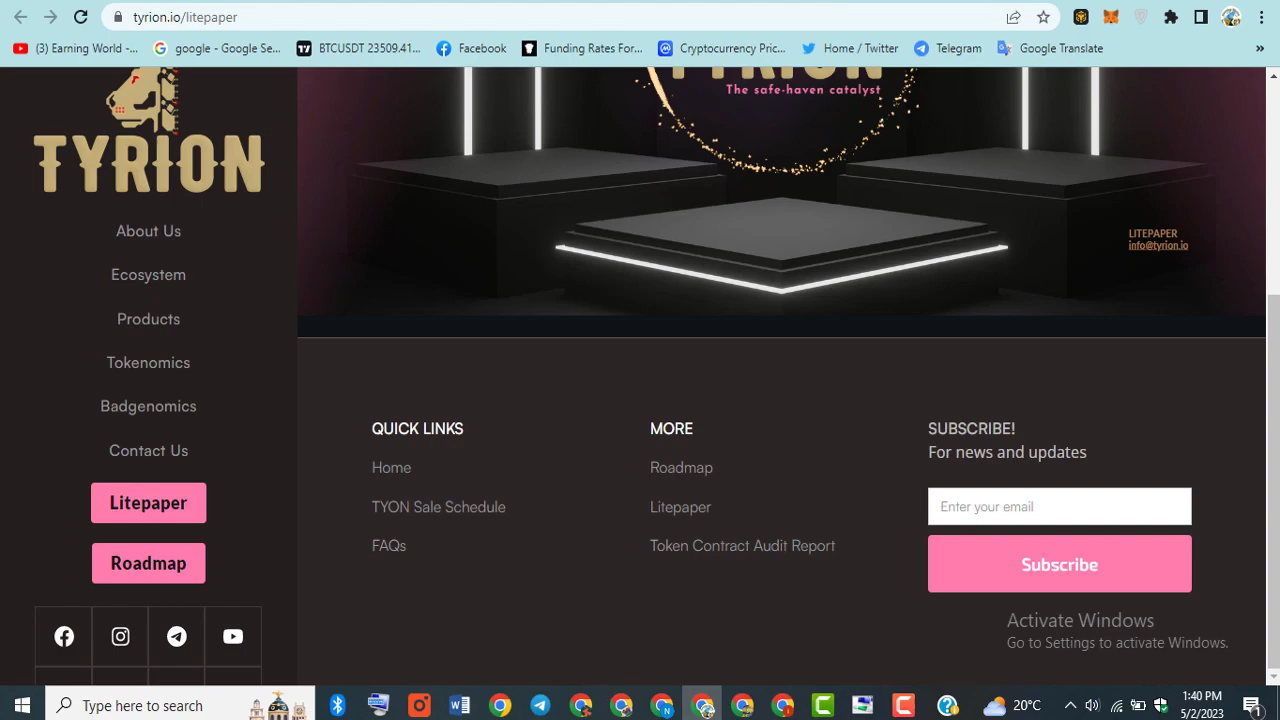 tyrion.io/litepaper
(3) Earning World -...
google - Google Se...
BTCUSDT 23509.41...
Facebook
Funding Rates For...
Cryptocurrency Pric...
Home / Twitter
Telegram
Google Translate
»
TYRION
The safe-haven catalyst
LITEPAPER
info@tyrion.io
TYRION
About Us
Ecosystem
Products
Tokenomics
Badgenomics
Contact Us
Litepaper
Roadmap
QUICK LINKS
Home
TYON Sale Schedule
FAQs
MORE
Roadmap
Litepaper
Token Contract Audit Report
SUBSCRIBE!
For news and updates
Enter your email
Subscribe
Activate Windows
Go to Settings to activate Windows.
Type here to search
20°C
1:40 PM
5/2/2023
1